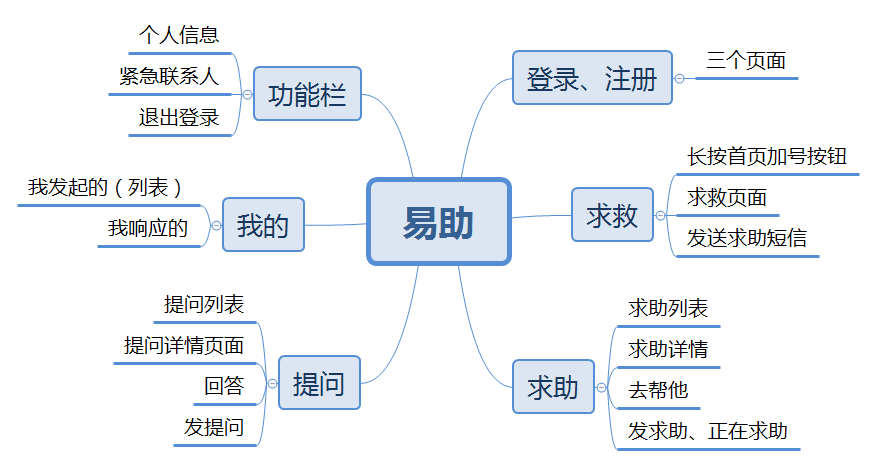 易助
登录、注册
三个页面
求救
长按首页加号按钮
求救页面
发送求助短信
求助
求助列表
求助详情
去帮他
发求助、正在求助
功能栏
个人信息
紧急联系人
退出登录
我的
我发起的（列表）
我响应的
提问
提问列表
提问详情页面
回答
发提问